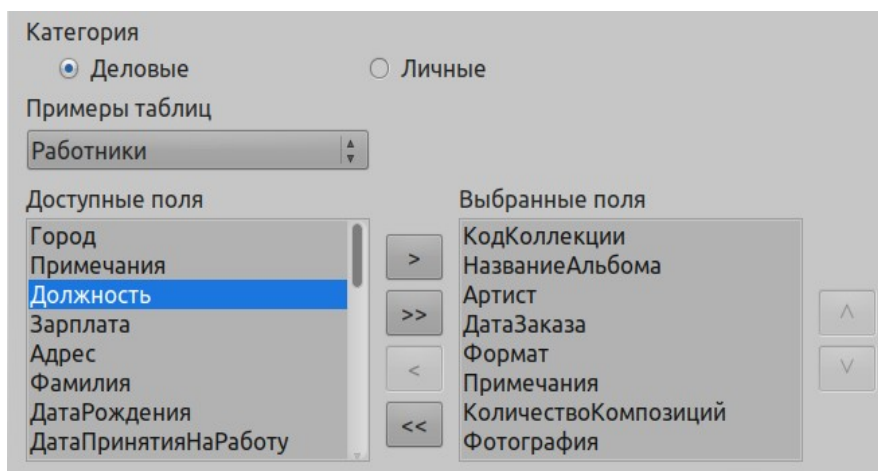 Категория
Деловые
Личные
Примеры таблиц
Работники
Доступные поля
Выбранные поля
Город
Примечания
Должность
Зарплата
Адрес
Фамилия
ДатаРождения
ДатаПринятияНаРаботу
>
>>
<
<<
КодКоллекции
НазваниеАльбома
Артист
ДатаЗаказа
Формат
Примечания
КоличествоКомпозиций
Фотография